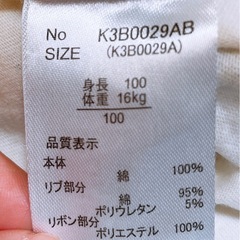 No K3B0029AB
SIZE (K3B0029A)
身長 100
体重 16kg
100
品質表示
本体
綿 100%
リブ部分
綿 95%
ポリウレタン 5%
リボン部分
ポリエステル 100%